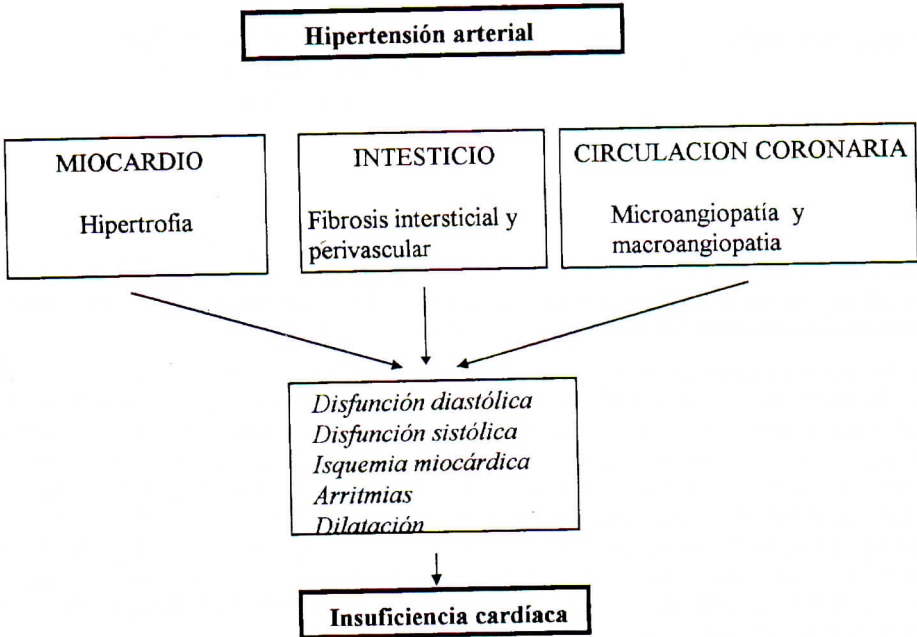 Hipertensión arterial
MIOCARDIO
Hipertrofia
INTESTICIO
Fibrosis intersticial y
perivascular
CIRCULACION CORONARIA
Microangiopatía y
macroangiopatia
Disfunción diastólica
Disfunción sistólica
Isquemia miocárdica
Arritmias
Dilatación
Insuficiencia cardíaca